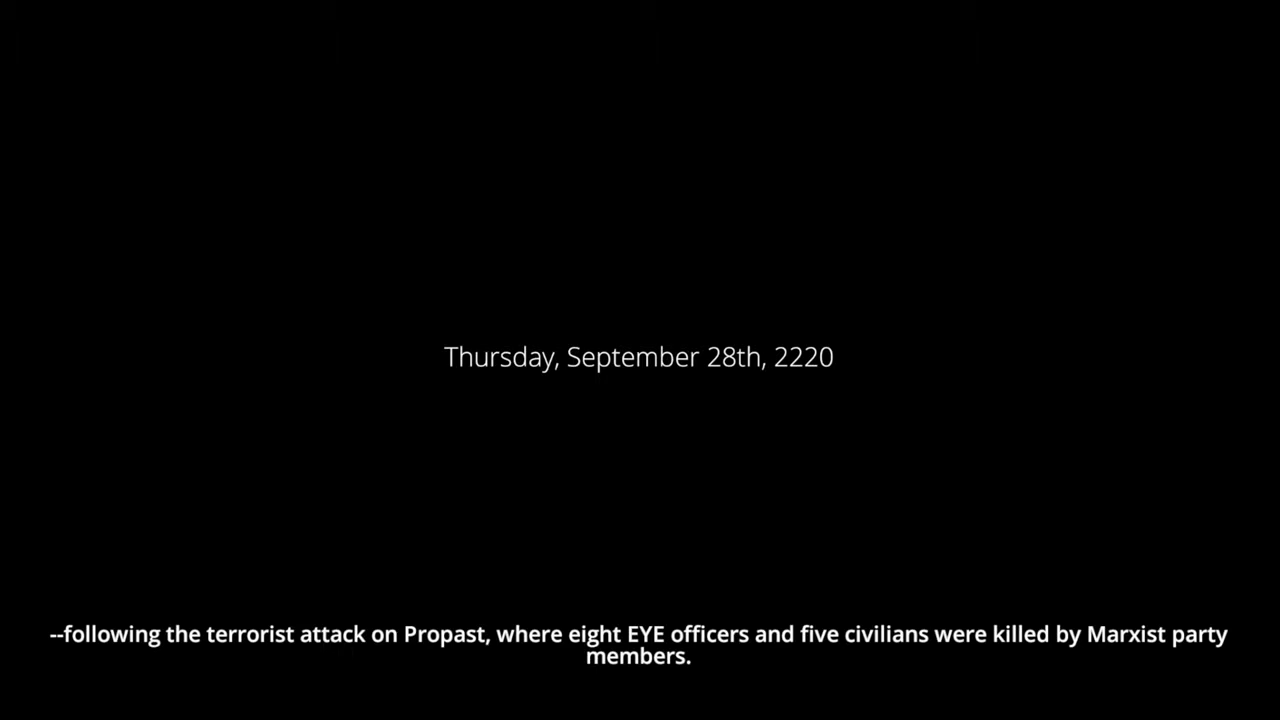 Thursday, September 28th, 2220
--following the terrorist attack on Propast, where eight EYE officers and five civilians were killed by Marxist party
members.